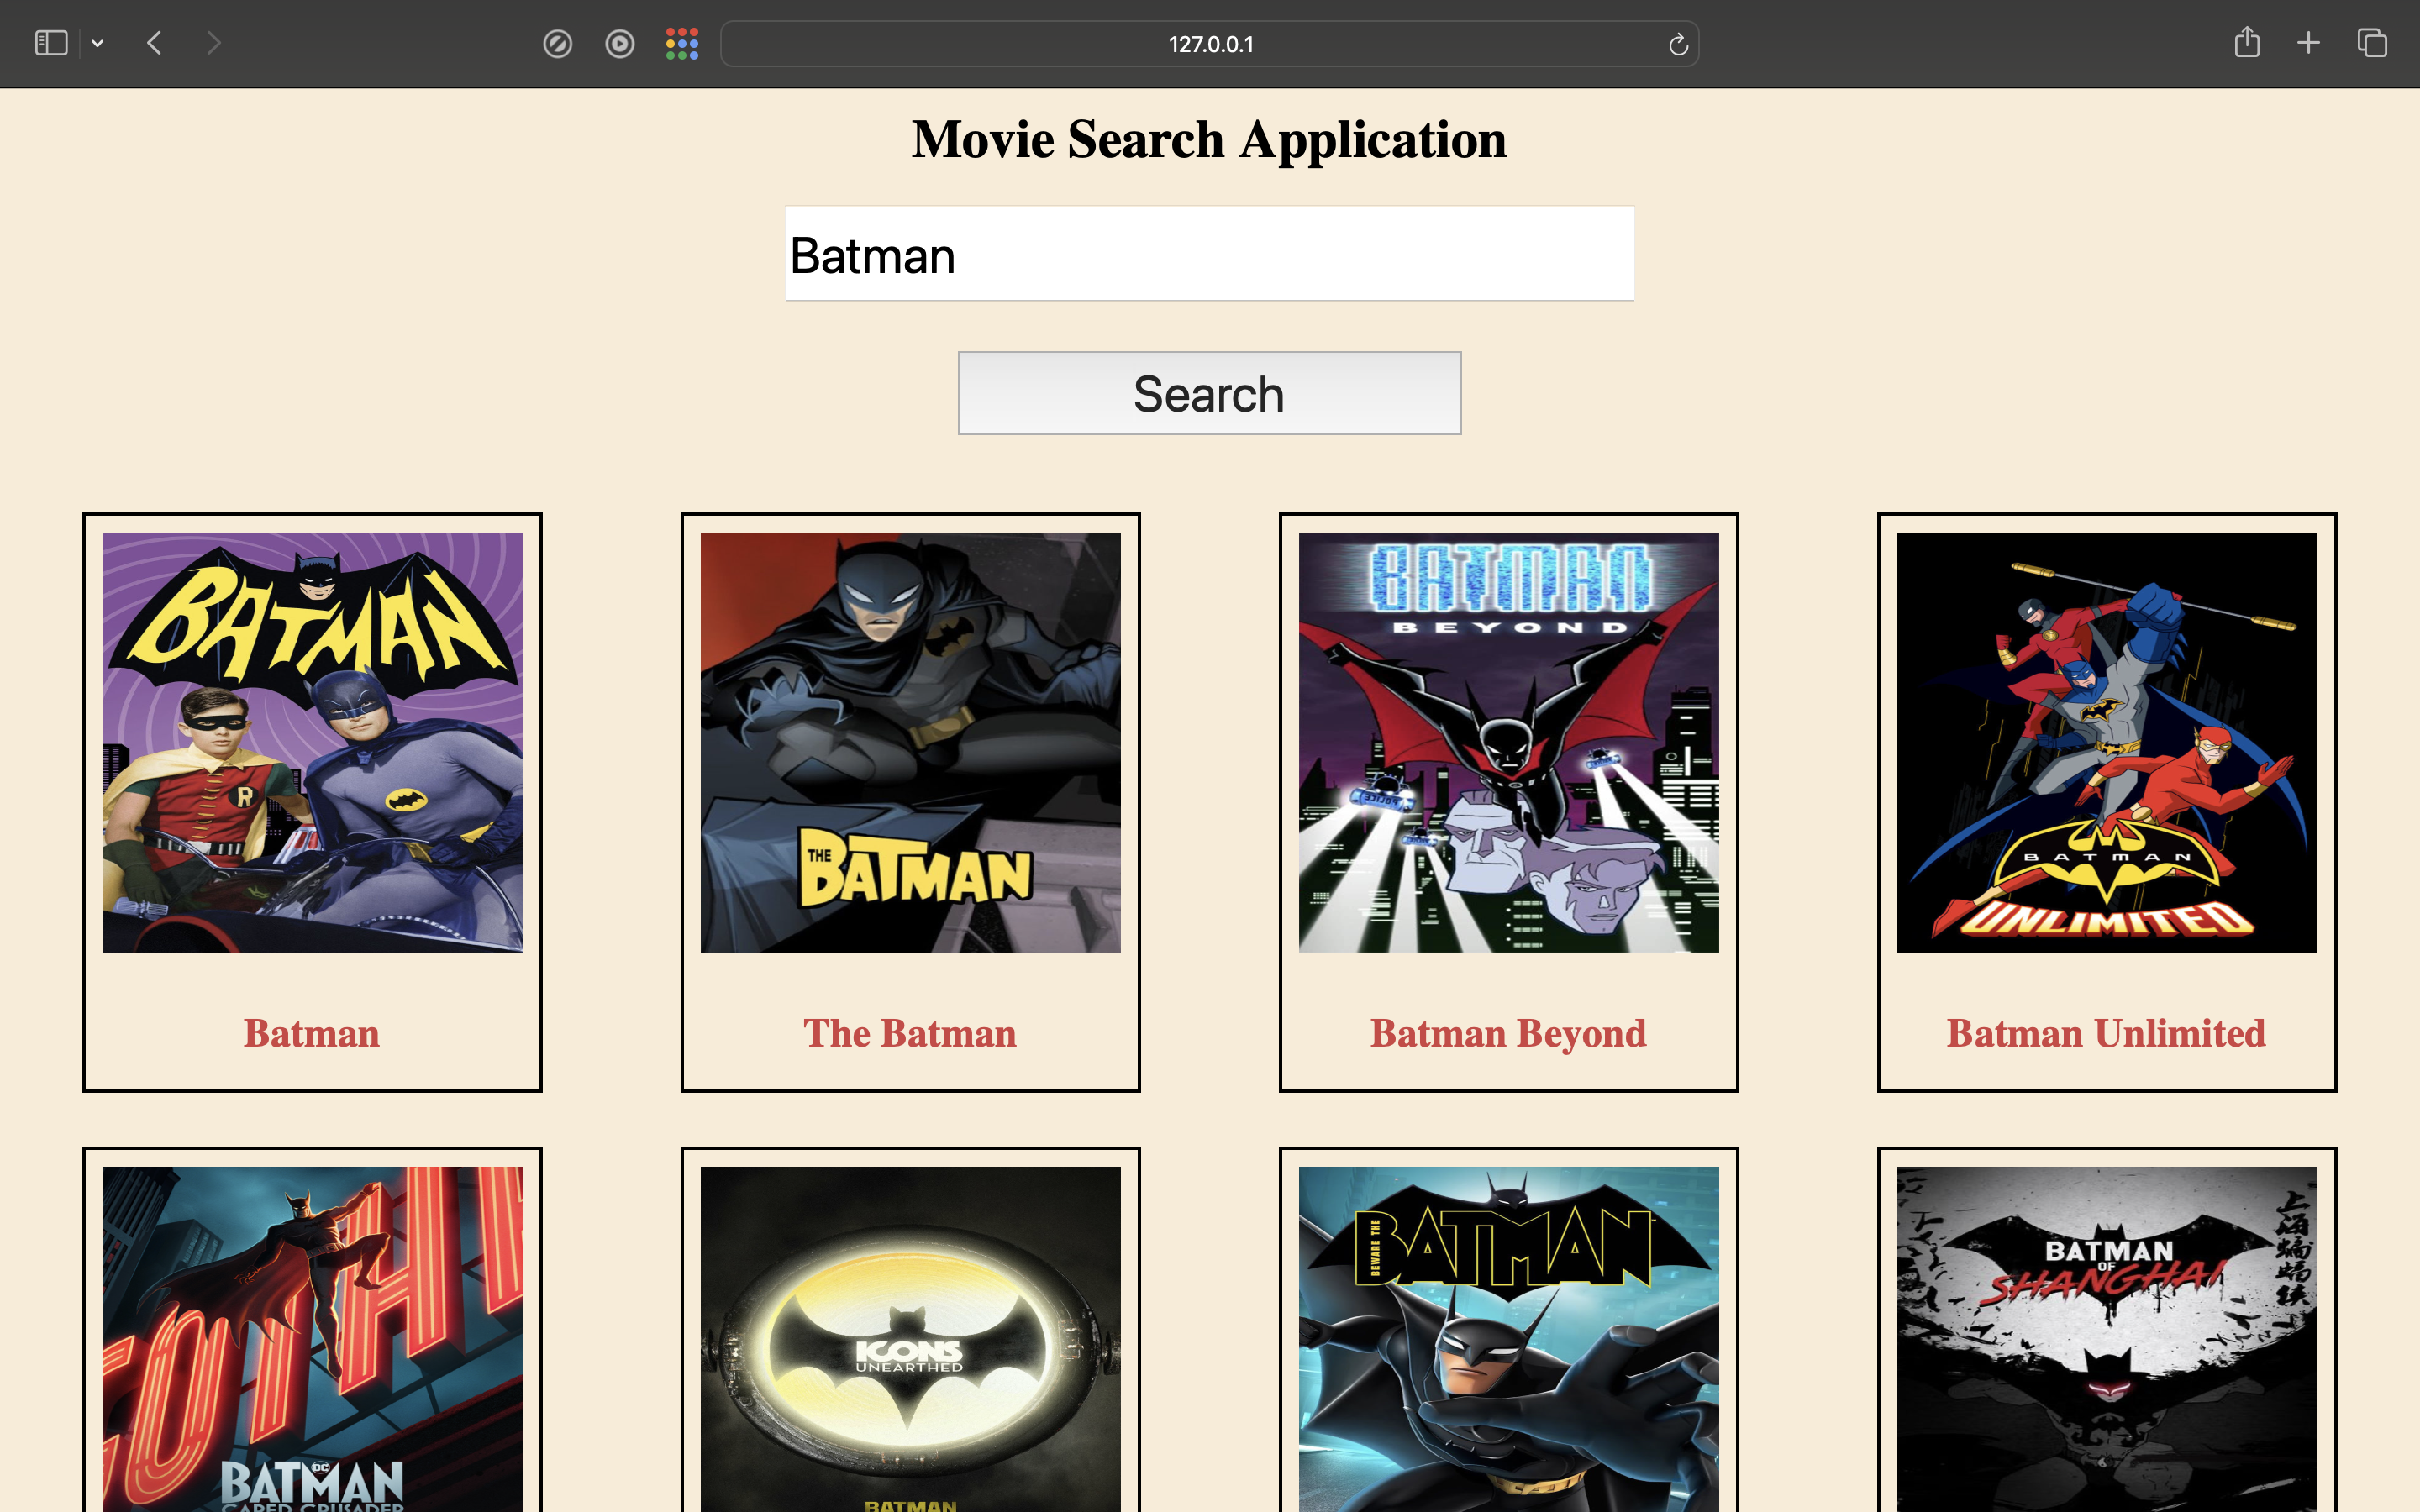 127.0.0.1
Movie Search Application
Batman
Search
BATMAN
R
THE
BATMAN
BATMAN
BEYOND
POLICE
BATMAN
UNLIMITED
Batman
The Batman
Batman Beyond
Batman Unlimited
GOTH
DC
BATMAN
CAPED CRUSADER
ICONS
UNEARTHED
BATMAN
BEWARE THE
BATMAN
BATMAN
OF
SHANGHAI
上海蝙蝠侠